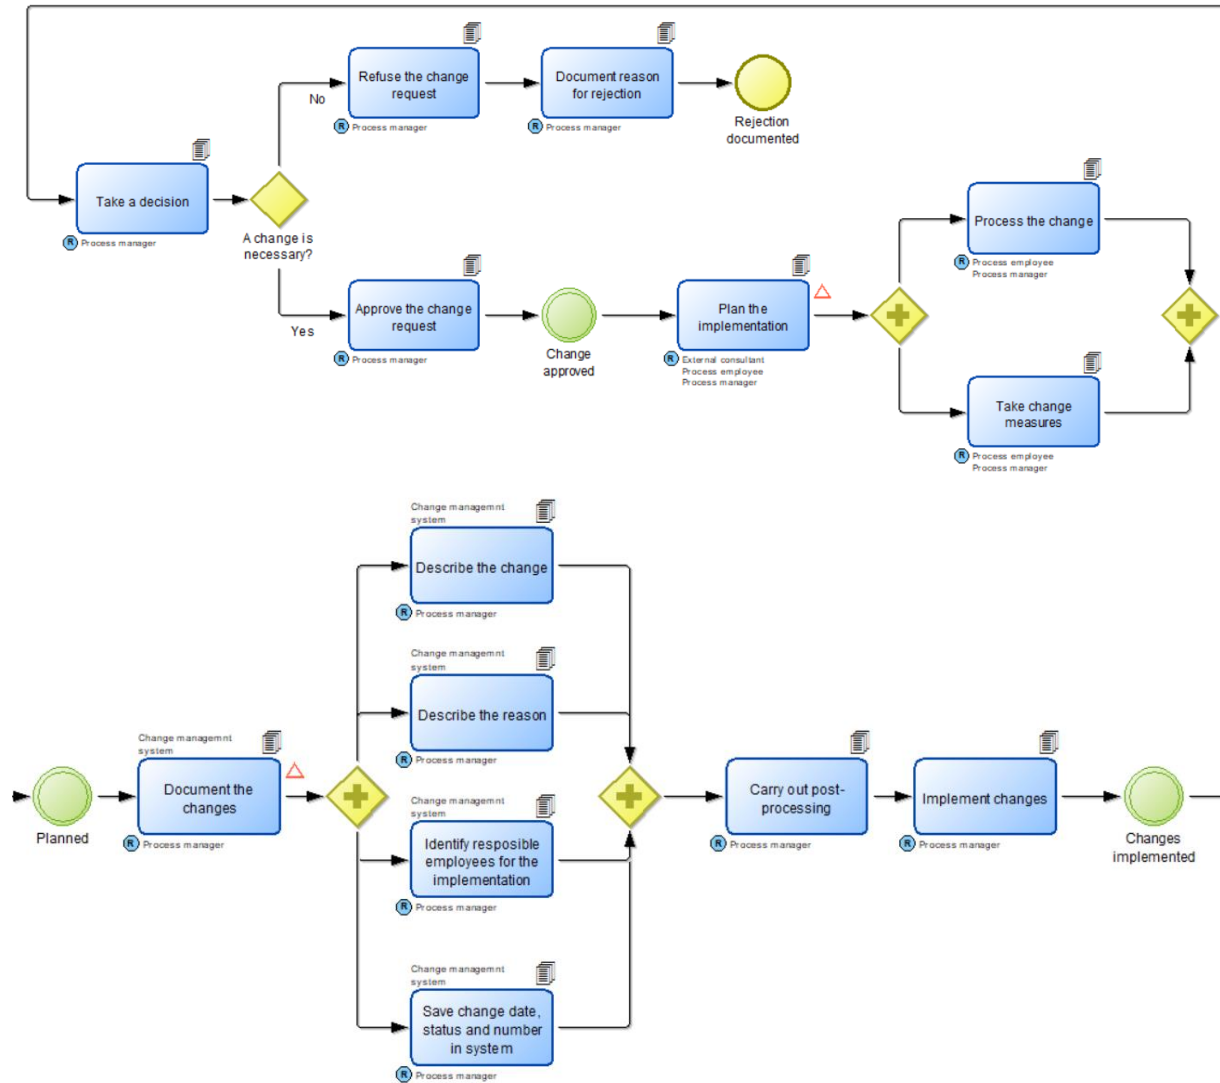 Refuse the change
request
R Process manager
Document reason
for rejection
R Process manager
Rejection
documented
No
Take a decision
R Process manager
A change is
necessary?
Yes
Approve the change
request
R Process manager
Change
approved
Plan the
implementation
R External consultant
Process employee
Process manager
Process the change
R Process employee
Process manager
Take change
measures
R Process employee
Process manager
Planned
Change managemnt
system
Document the
changes
R Process manager
Change managemnt
system
Describe the change
R Process manager
Change managemnt
system
Describe the reason
R Process manager
Change managemnt
system
Identify resposible
employees for the
implementation
R Process manager
Change managemnt
system
Save change date,
status and number
in system
R Process manager
Carry out post-
processing
R Process manager
Implement changes
R Process manager
Changes
implemented